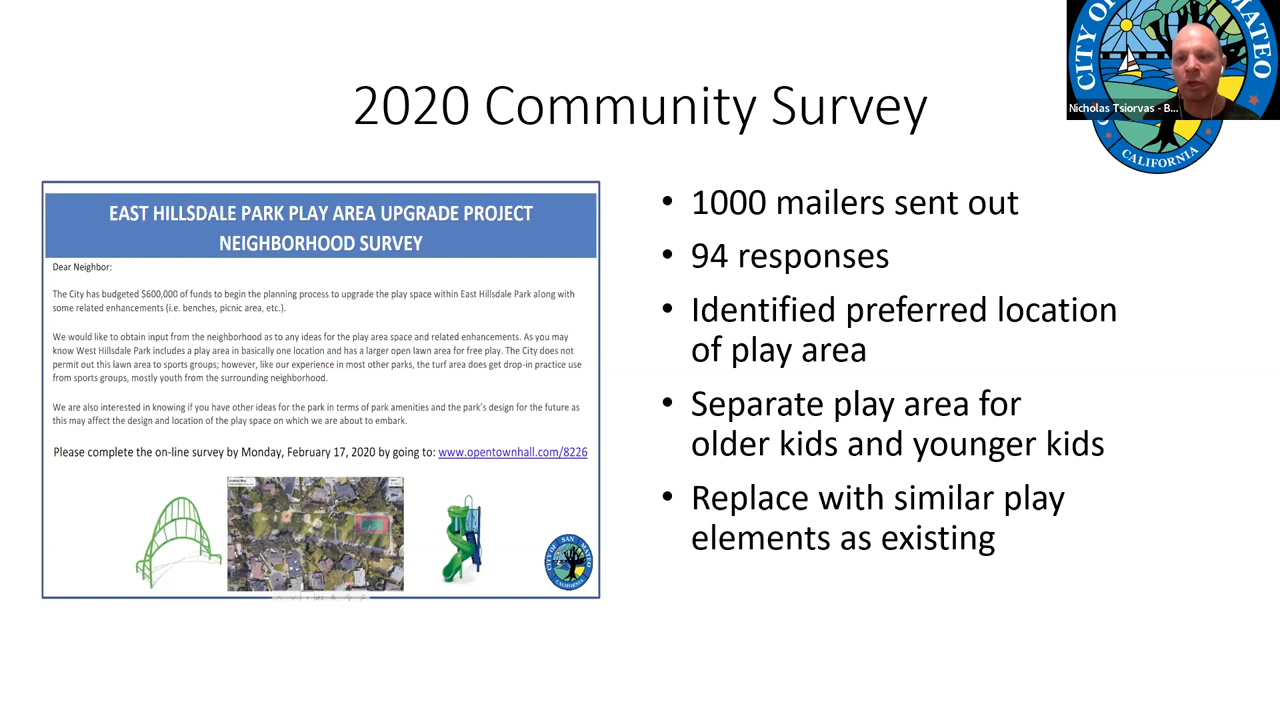 2020 Community Survey
CITY OF
MATEO
Nicholas Tsiorvas - B...
CALIFORNIA
EAST HILLSDALE PARK PLAY AREA UPGRADE PROJECT
NEIGHBORHOOD SURVEY
Dear Neighbor:
The City has budgeted $600,000 of funds to begin the planning process to upgrade the play space within East Hillsdale Park along with
some related enhancements (i.e. benches, picnic area, etc.).
We would like to obtain input from the neighborhood as to any ideas for the play area space and related enhancements. As you may
know West Hillsdale Park includes a play area in basically one location and has a larger open lawn area for free play. The City does not
permit out this lawn area to sports groups; however, like our experience in most other parks, the turf area does get drop-in practice use
from sports groups, mostly youth from the surrounding neighborhood.
We are also interested in knowing if you have other ideas for the park in terms of park amenities and the park's design for the future as
this may affect the design and location of the play space on which we are about to embark.
Please complete the on-line survey by Monday, February 17, 2020 by going to: www.opentownhall.com/8226
CITY OF SAN MATEO
CALIFORNIA
• 1000 mailers sent out
• 94 responses
• Identified preferred location
of play area
• Separate play area for
older kids and younger kids
• Replace with similar play
elements as existing